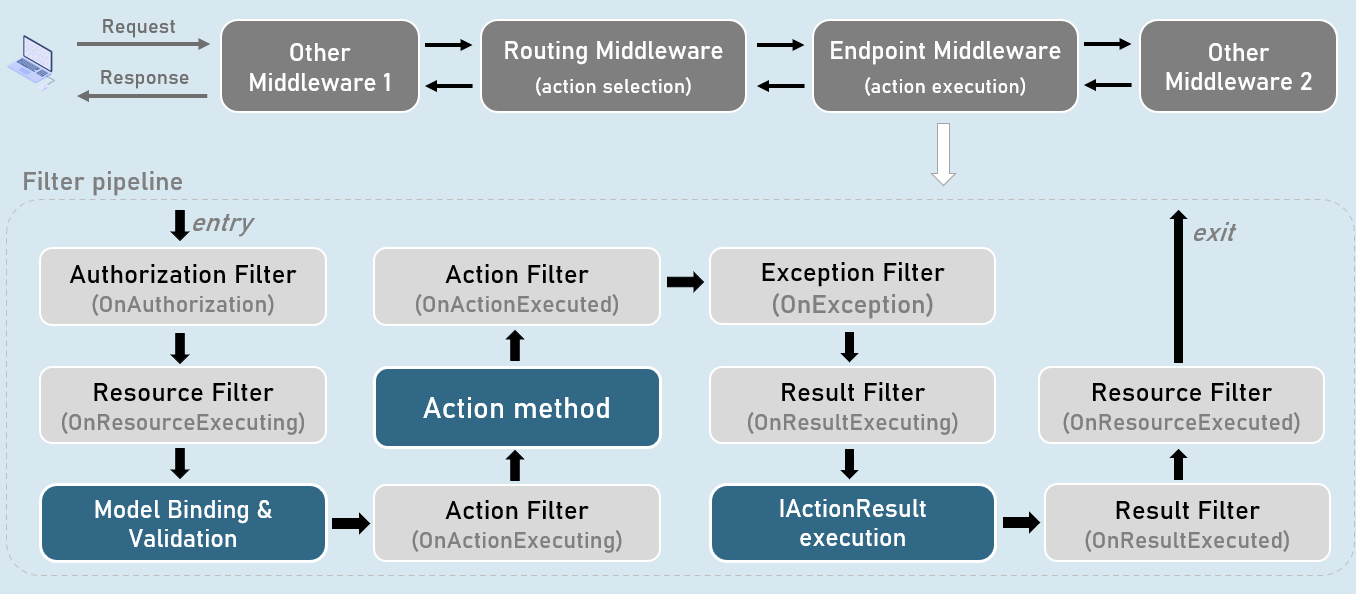 Request
Response
Other
Middleware 1
Routing Middleware
(action selection)
Endpoint Middleware
(action execution)
Other
Middleware 2
Filter pipeline
entry
Authorization Filter
(OnAuthorization)
Resource Filter
(OnResourceExecuting)
Model Binding &
Validation
Action Filter
(OnActionExecuting)
Action method
Action Filter
(OnActionExecuted)
Exception Filter
(OnException)
Result Filter
(OnResultExecuting)
IActionResult
execution
Result Filter
(OnResultExecuted)
Resource Filter
(OnResourceExecuted)
exit